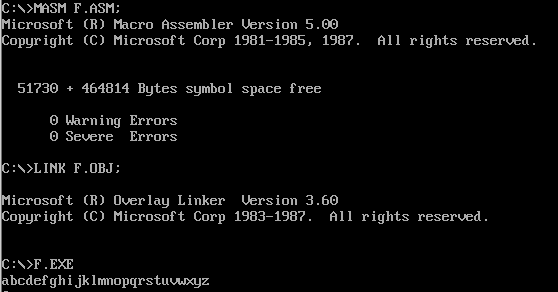 C:\>MASM F.ASM;
Microsoft (R) Macro Assembler Version 5.00
Copyright (C) Microsoft Corp 1981-1985, 1987.  All rights reserved.
51730 + 464814 Bytes symbol space free
0 Warning Errors
0 Severe  Errors
C:\>LINK F.OBJ;
Microsoft (R) Overlay Linker  Version 3.60
Copyright (C) Microsoft Corp 1983-1987.  All rights reserved.
C:\>F.EXE
abcdefghijklmnopqrstuvwxyz